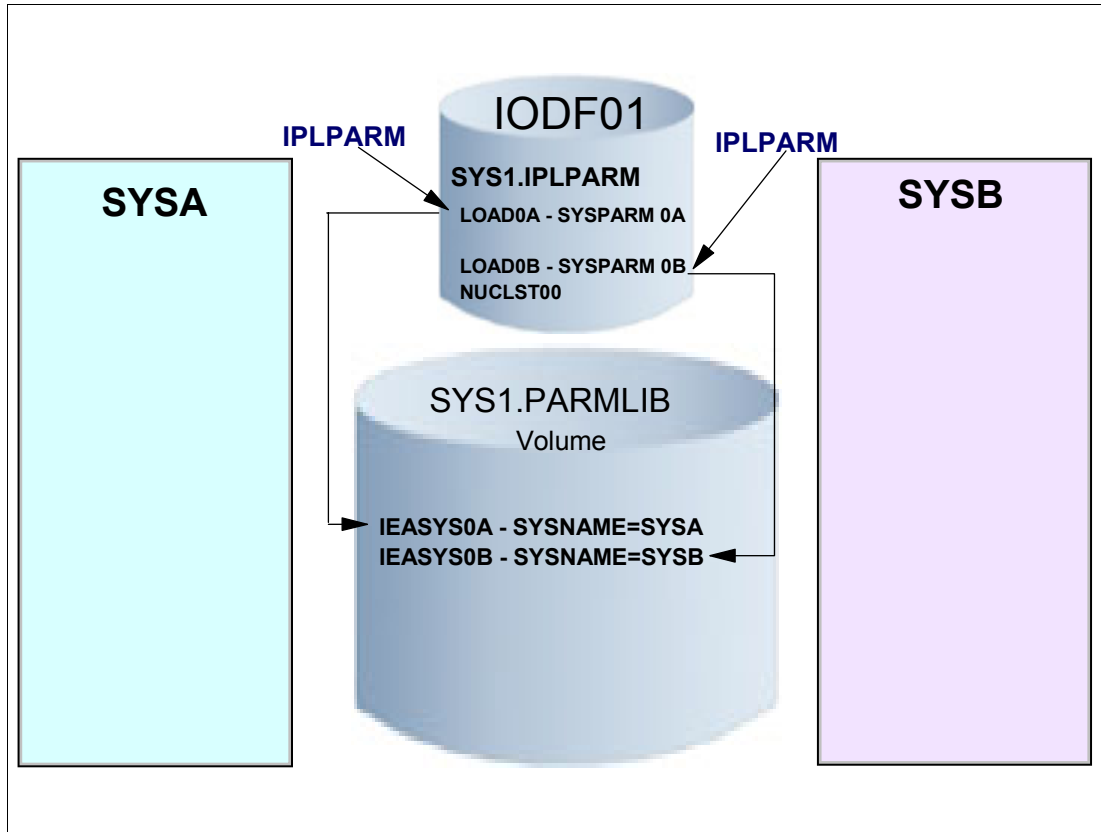 IODF01
IPLPARM
IPLPARM
SYS1.IPLPARM
SYSA
LOAD0A - SYSPARM 0A
SYSB
LOAD0B - SYSPARM 0B
NUCLST00
SYS1.PARMLIB
Volume
IEASYS0A - SYSNAME=SYSA
IEASYS0B - SYSNAME=SYSB